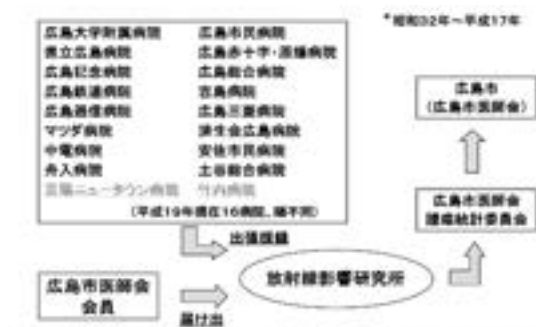 *昭和32年～平成17年
広島大学附属病院 広島市民病院
県立広島病院 広島赤十字・原爆病院
広島記念病院 広島総合病院
広島鉄道病院 吉島病院
広島逓信病院 広島三菱病院
マツダ病院 済生会広島病院
中電病院 安佐市民病院
舟入病院 土谷総合病院
ニュータウン病院 竹内病院
(平成19年現在16病院、順不同)
広島市
(広島市医師会)
広島市医師会
腫瘍統計委員会
出張採録
放射線影響研究所
広島市医師会
会員
届け出